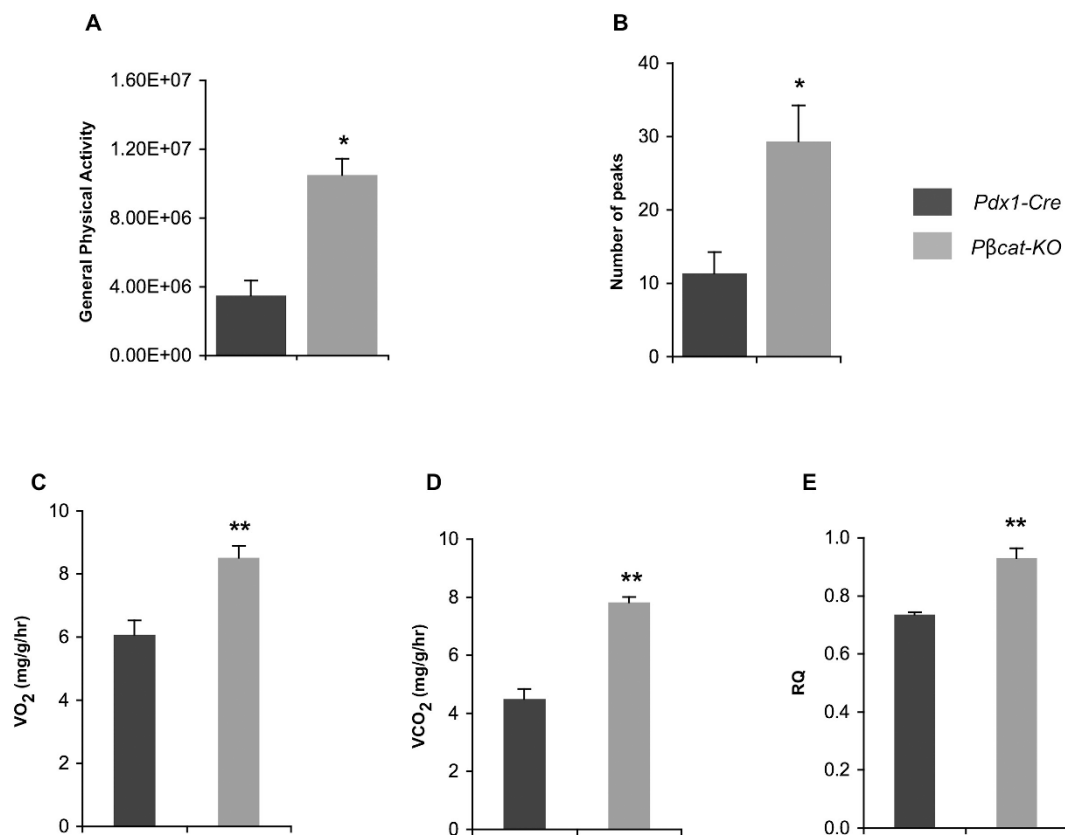 A
General Physical Activity
1.60E+07
1.20E+07
8.00E+06
4.00E+06
0.00E+00
*
B
Number of peaks
40
30
20
10
0
*
Pdx1-Cre
Pβcat-KO
C
VO2 (mg/g/hr)
10
8
6
4
2
0
**
D
VCO2 (mg/g/hr)
10
8
6
4
2
0
**
E
RQ
1.0
0.8
0.6
0.4
0.2
0.0
**